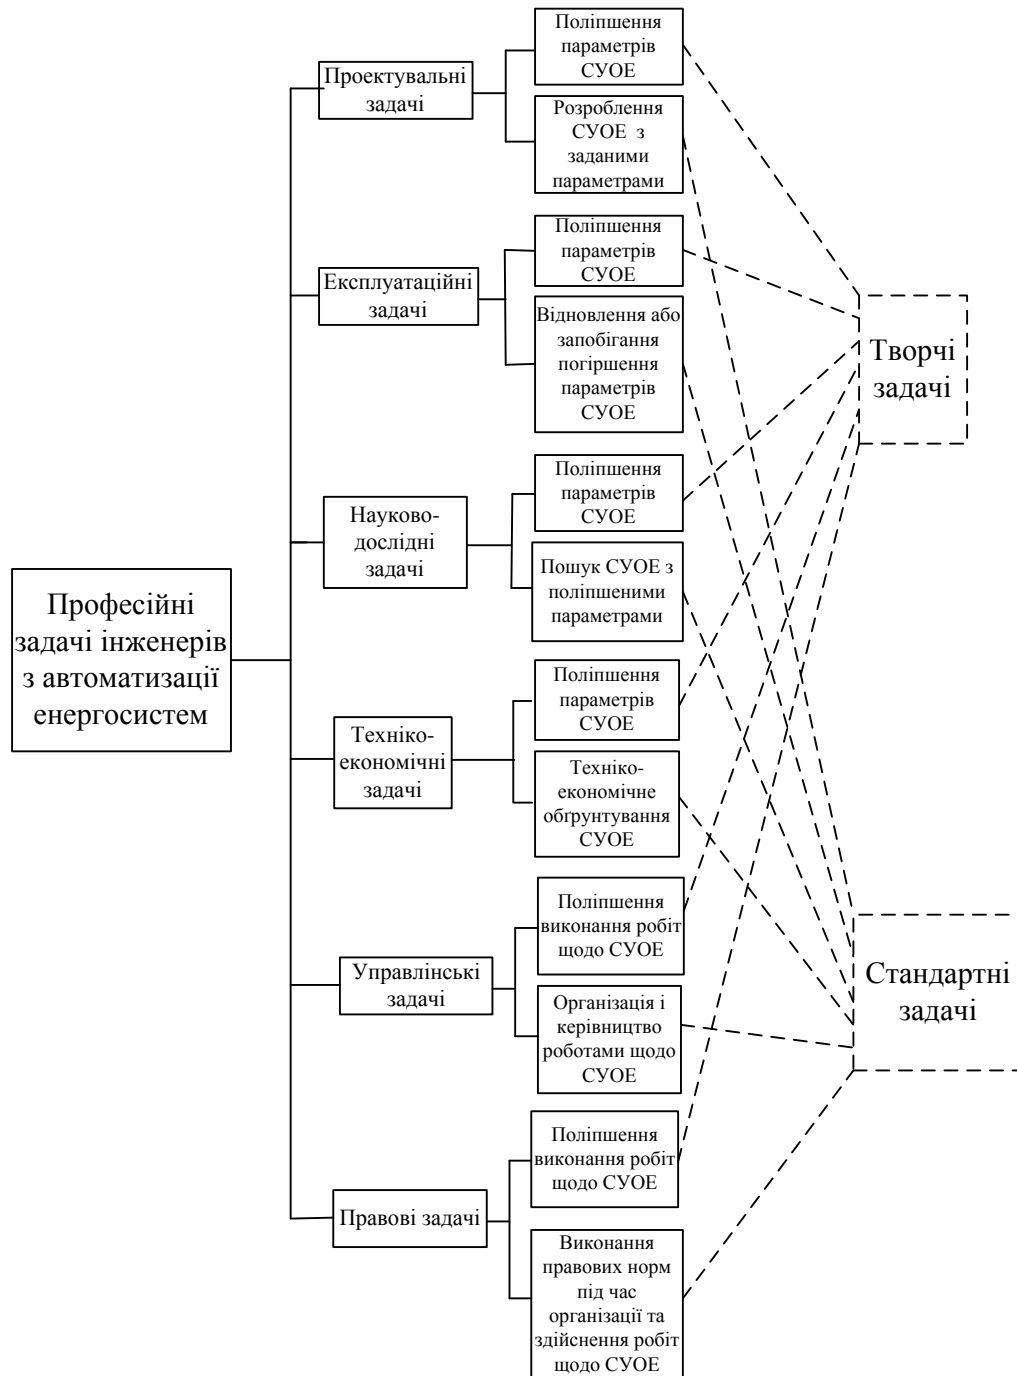 Професійні
задачі інженерів
з автоматизації
енергосистем
Проектувальні
задачі
Поліпшення
параметрів
СУОЕ
Розроблення
СУОЕ з
заданими
параметрами
Експлуатаційні
задачі
Поліпшення
параметрів
СУОЕ
Відновлення або
запобігання
погіршення
параметрів
СУОЕ
Науково-
дослідні
задачі
Поліпшення
параметрів
СУОЕ
Пошук СУОЕ з
поліпшеними
параметрами
Техніко-
економічні
задачі
Поліпшення
параметрів
СУОЕ
Техніко-
економічне
обґрунтування
СУОЕ
Управлінські
задачі
Поліпшення
виконання робіт
щодо СУОЕ
Організація і
керівництво
роботами щодо
СУОЕ
Правові задачі
Поліпшення
виконання робіт
щодо СУОЕ
Виконання
правових норм
під час
організації та
здійснення робіт
щодо СУОЕ
Творчі
задачі
Стандартні
задачі